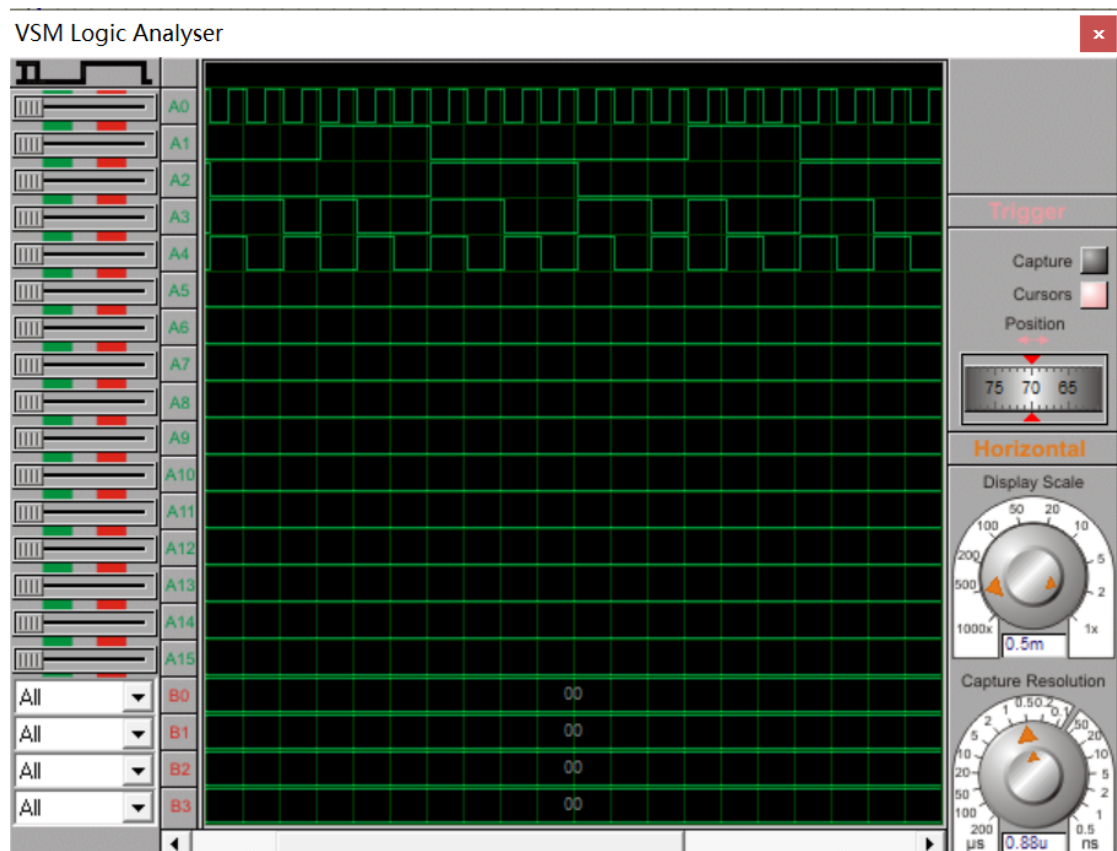 VSM Logic Analyser
x
A0
A1
A2
A3
A4
A5
A6
A7
A8
A9
A10
A11
A12
A13
A14
A15
All B0 00
All B1 00
All B2 00
All B3 00
Trigger
Capture
Cursors
Position
75 70 65
Horizontal
Display Scale
1000x 500 200 100 50 20 10 5 2 1x
0.5m
Capture Resolution
200 100 50 20 10 5 2 1 0.5 0.2 0.1 50 20 10 5 2 1 0.5
µs 0.88u ns